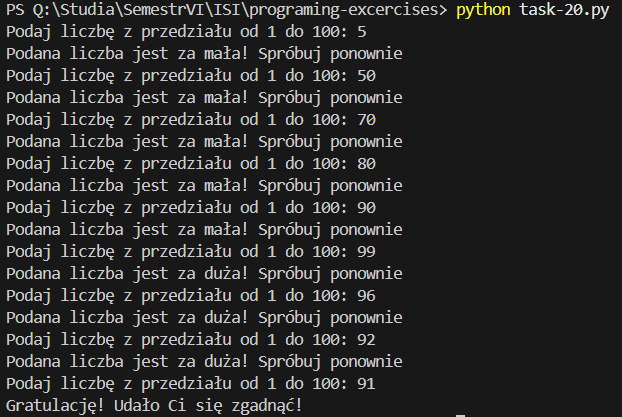 PS Q:\Studia\SemestrVI\ISI\programing-excercises> python task-20.py
Podaj liczbę z przedziału od 1 do 100: 5
Podana liczba jest za mała! Spróbuj ponownie
Podaj liczbę z przedziału od 1 do 100: 50
Podana liczba jest za mała! Spróbuj ponownie
Podaj liczbę z przedziału od 1 do 100: 70
Podana liczba jest za mała! Spróbuj ponownie
Podaj liczbę z przedziału od 1 do 100: 80
Podana liczba jest za mała! Spróbuj ponownie
Podaj liczbę z przedziału od 1 do 100: 90
Podana liczba jest za mała! Spróbuj ponownie
Podaj liczbę z przedziału od 1 do 100: 99
Podana liczba jest za duża! Spróbuj ponownie
Podaj liczbę z przedziału od 1 do 100: 96
Podana liczba jest za duża! Spróbuj ponownie
Podaj liczbę z przedziału od 1 do 100: 92
Podana liczba jest za duża! Spróbuj ponownie
Podaj liczbę z przedziału od 1 do 100: 91
Gratulację! Udało Ci się zgadnąć!